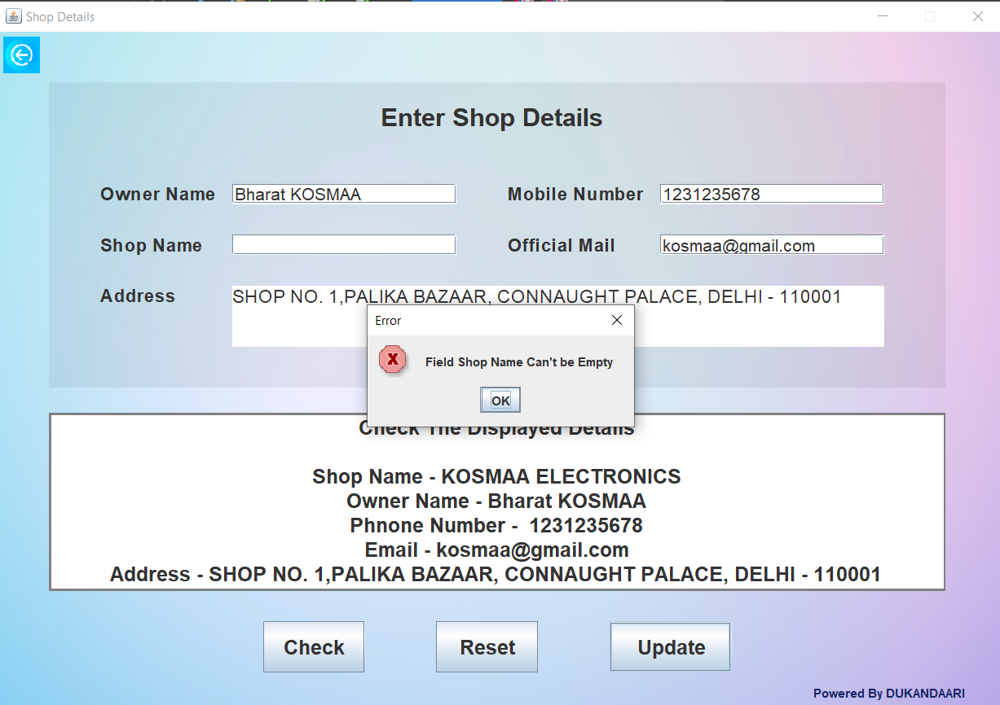 Shop Details
Enter Shop Details
Owner Name Bharat KOSMAA Mobile Number 1231235678
Shop Name Official Mail kosmaa@gmail.com
Address SHOP NO. 1,PALIKA BAZAAR, CONNAUGHT PALACE, DELHI - 110001
Error
X Field Shop Name Can't be Empty
OK
Check The Displayed Details
Shop Name - KOSMAA ELECTRONICS
Owner Name - Bharat KOSMAA
Phnone Number - 1231235678
Email - kosmaa@gmail.com
Address - SHOP NO. 1,PALIKA BAZAAR, CONNAUGHT PALACE, DELHI - 110001
Check Reset Update
Powered By DUKANDAARI